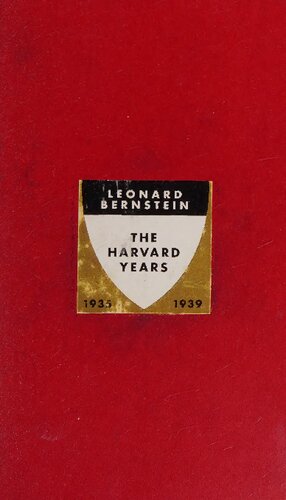 LEONARD
BERNSTEIN
THE
HARVARD
YEARS
1935 1939